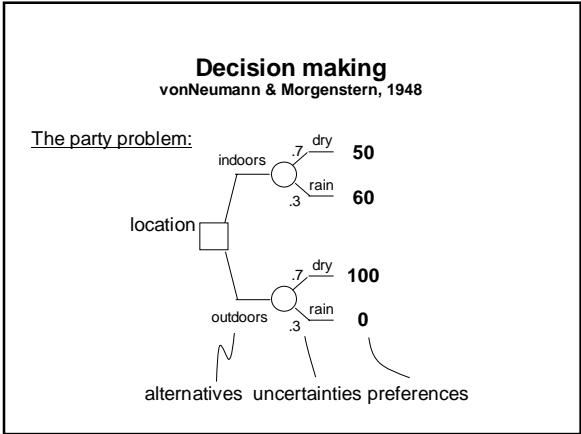 Decision making
vonNeumann & Morgenstern, 1948
The party problem:
indoors
.7
dry
50
.3
rain
60
location
outdoors
.7
dry
100
.3
rain
0
alternatives uncertainties preferences